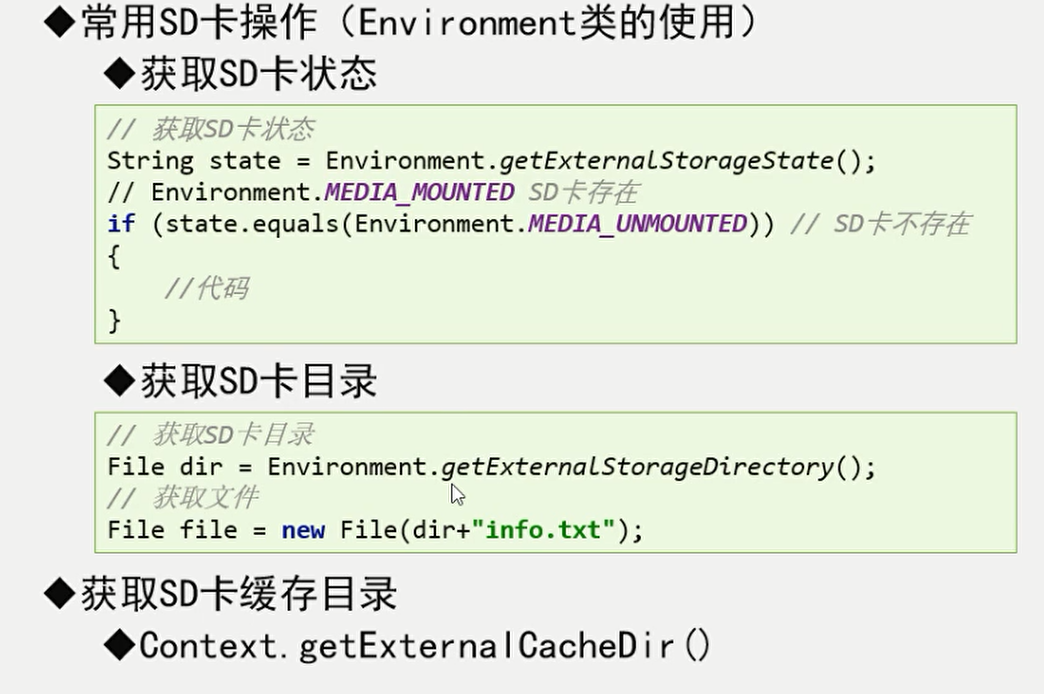 ◆常用SD卡操作（Environment类的使用）
◆获取SD卡状态
// 获取SD卡状态
String state = Environment.getExternalStorageState();
// Environment.MEDIA_MOUNTED SD卡存在
if (state.equals(Environment.MEDIA_UNMOUNTED)) // SD卡不存在
{
//代码
}
◆获取SD卡目录
// 获取SD卡目录
File dir = Environment.getExternalStorageDirectory();
// 获取文件
File file = new File(dir+"info.txt");
◆获取SD卡缓存目录
◆Context.getExternalCacheDir()